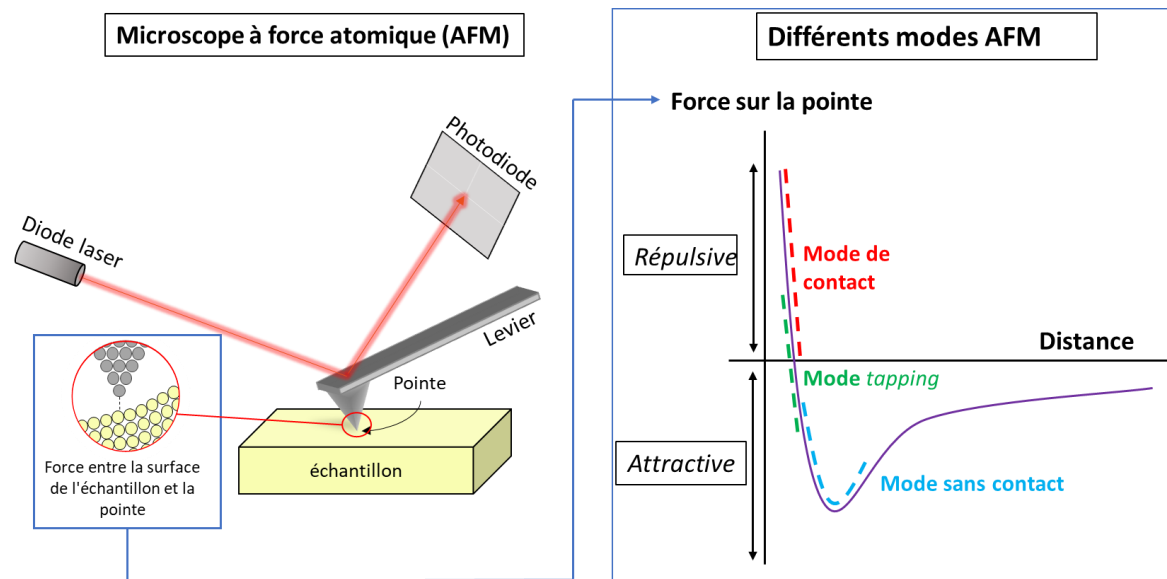 Microscope à force atomique (AFM)
Photodiode
Diode laser
Levier
Pointe
échantillon
Force entre la surface
de l'échantillon et la
pointe
Différents modes AFM
Force sur la pointe
Répulsive
Mode de
contact
Distance
Mode tapping
Attractive
Mode sans contact